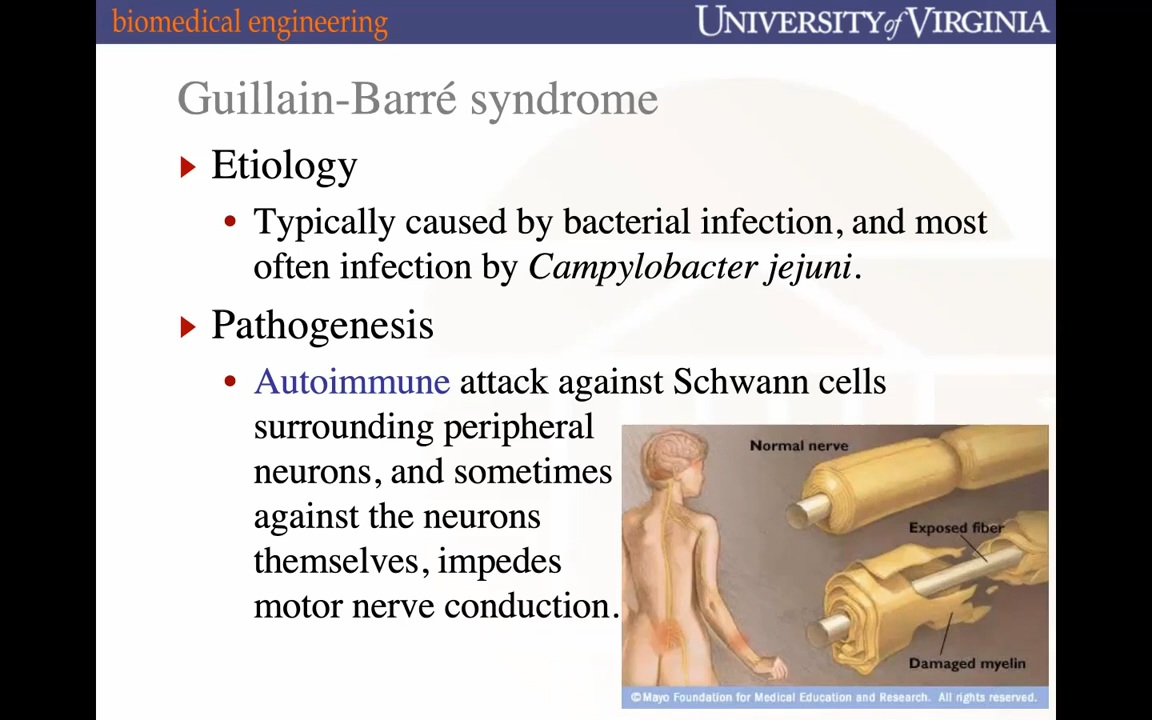 biomedical engineering
UNIVERSITY of VIRGINIA
Guillain-Barré syndrome
Etiology
• Typically caused by bacterial infection, and most
often infection by Campylobacter jejuni.
Pathogenesis
• Autoimmune attack against Schwann cells
surrounding peripheral
neurons, and sometimes
against the neurons
themselves, impedes
motor nerve conduction.
Normal nerve
Exposed fiber
Damaged myelin
©Mayo Foundation for Medical Education and Research. All rights reserved.